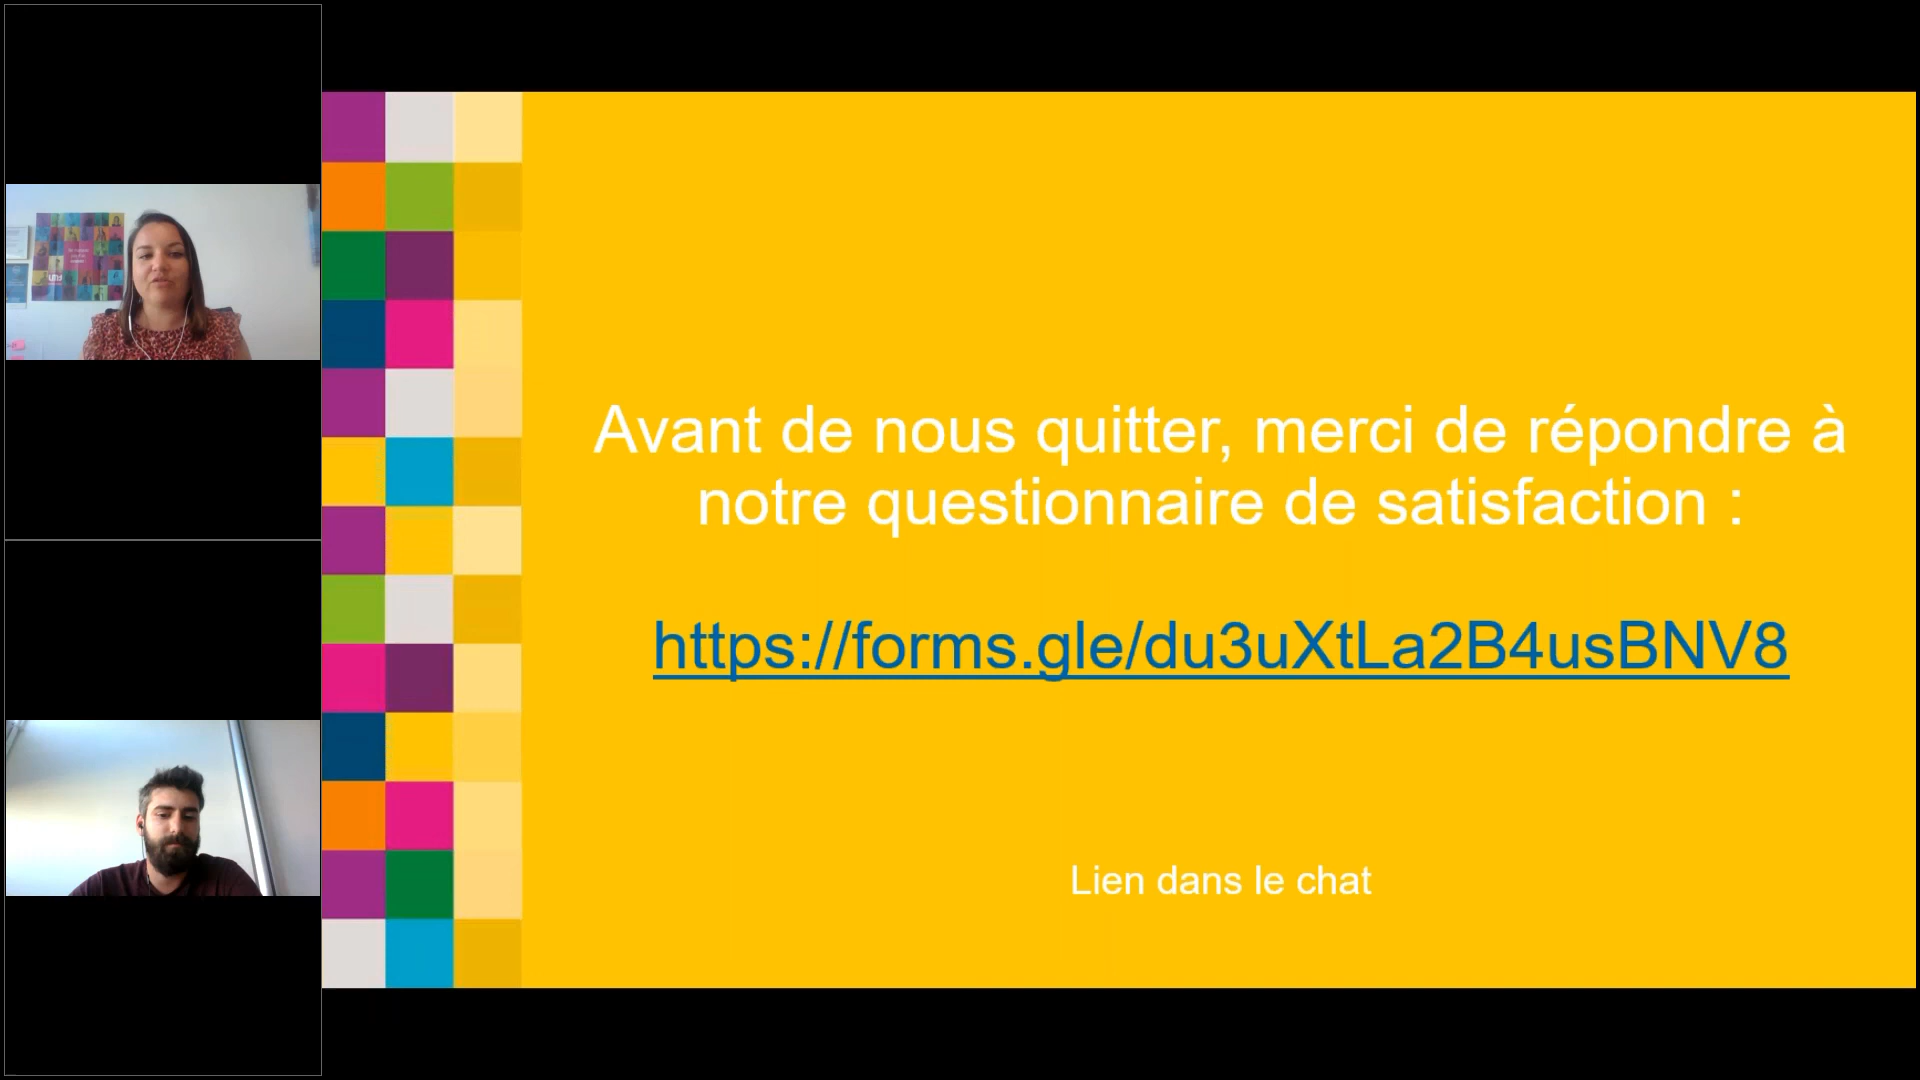 Avant de nous quitter, merci de répondre à
notre questionnaire de satisfaction :
https://forms.gle/du3uXtLa2B4usBNV8
Lien dans le chat